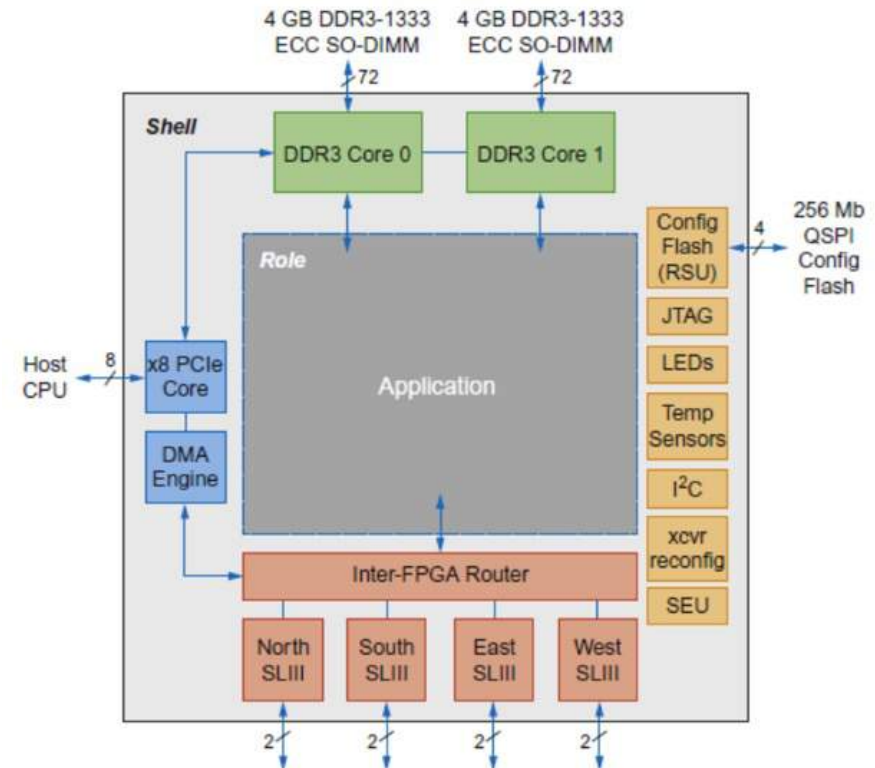 4 GB DDR3-1333
ECC SO-DIMM
4 GB DDR3-1333
ECC SO-DIMM
72
72
Shell
DDR3 Core 0
DDR3 Core 1
Config
Flash
(RSU)
4
256 Mb
QSPI
Config
Flash
Role
JTAG
LEDs
Host
CPU
8
x8 PCIe
Core
Application
Temp
Sensors
DMA
Engine
I²C
xcvr
reconfig
Inter-FPGA Router
SEU
North
SLIII
South
SLIII
East
SLIII
West
SLIII
2
2
2
2